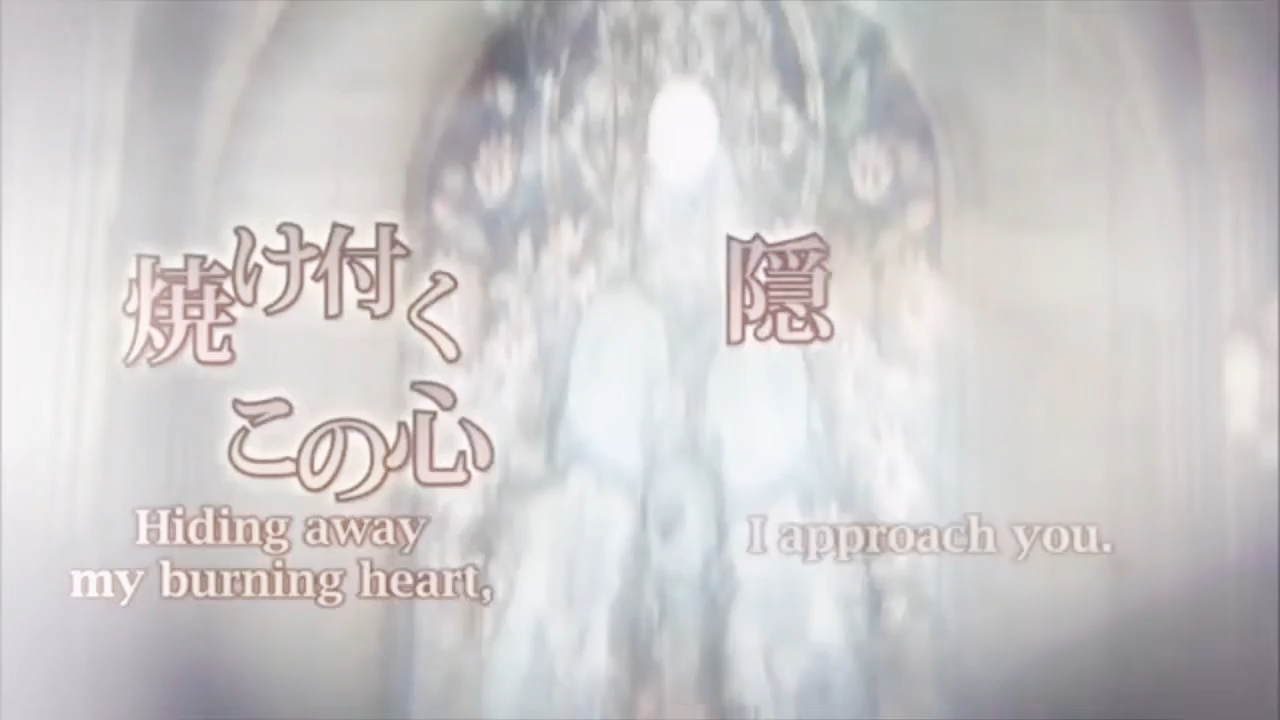 焼け付く
この心
Hiding away
my burning heart,
隠
I approach you.